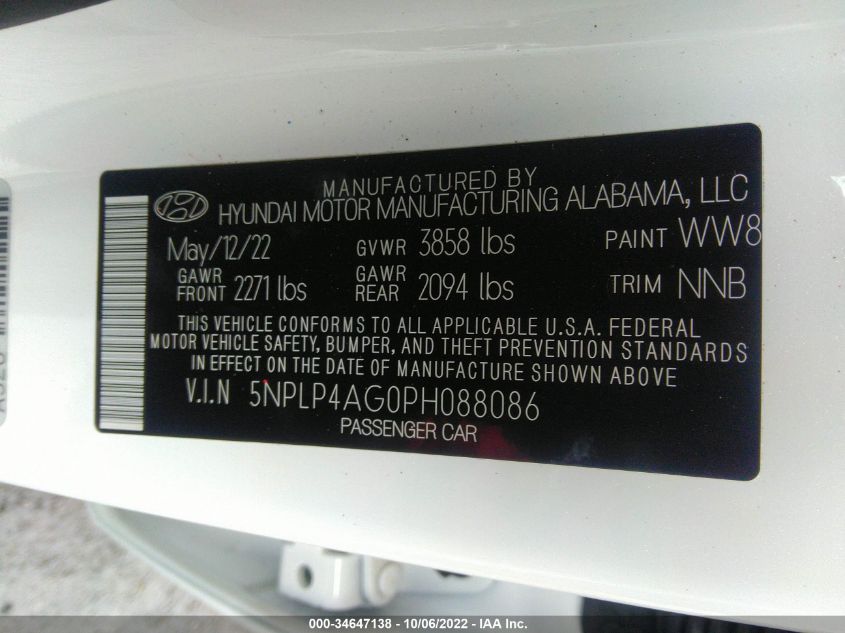 MANUFACTURED BY
HYUNDAI MOTOR MANUFACTURING ALABAMA, LLC
May/12/22 GVWR 3858 lbs PAINT WW8
GAWR FRONT 2271 lbs GAWR REAR 2094 lbs TRIM NNB
THIS VEHICLE CONFORMS TO ALL APPLICABLE U.S.A. FEDERAL
MOTOR VEHICLE SAFETY, BUMPER, AND THEFT PREVENTION STANDARDS
IN EFFECT ON THE DATE OF MANUFACTURE SHOWN ABOVE
V.I.N 5NPLP4AG0PH088086
PASSENGER CAR
000-34647138 - 10/06/2022 - IAA Inc.